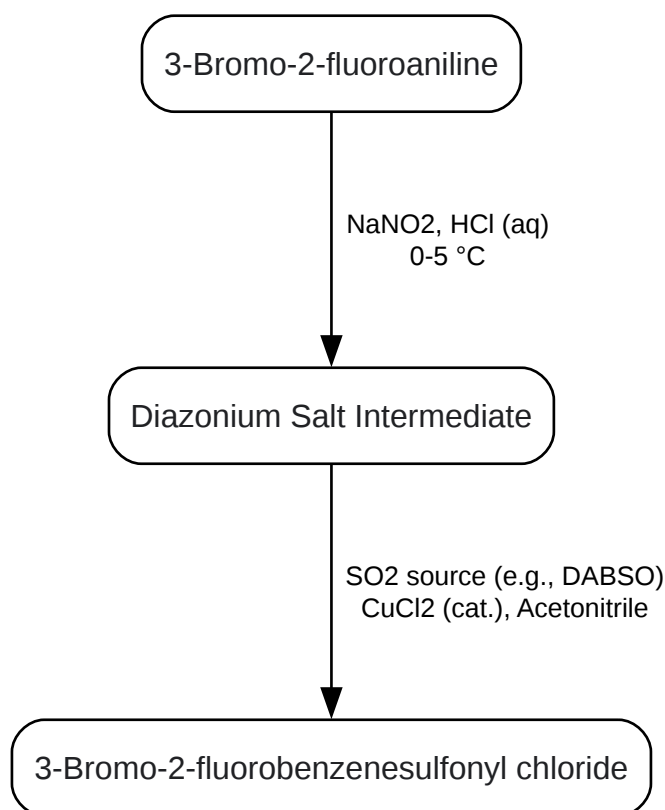 3-Bromo-2-fluoroaniline
NaNO2, HCl (aq)
0-5 °C
Diazonium Salt Intermediate
SO2 source (e.g., DABSO)
CuCl2 (cat.), Acetonitrile
3-Bromo-2-fluorobenzenesulfonyl chloride